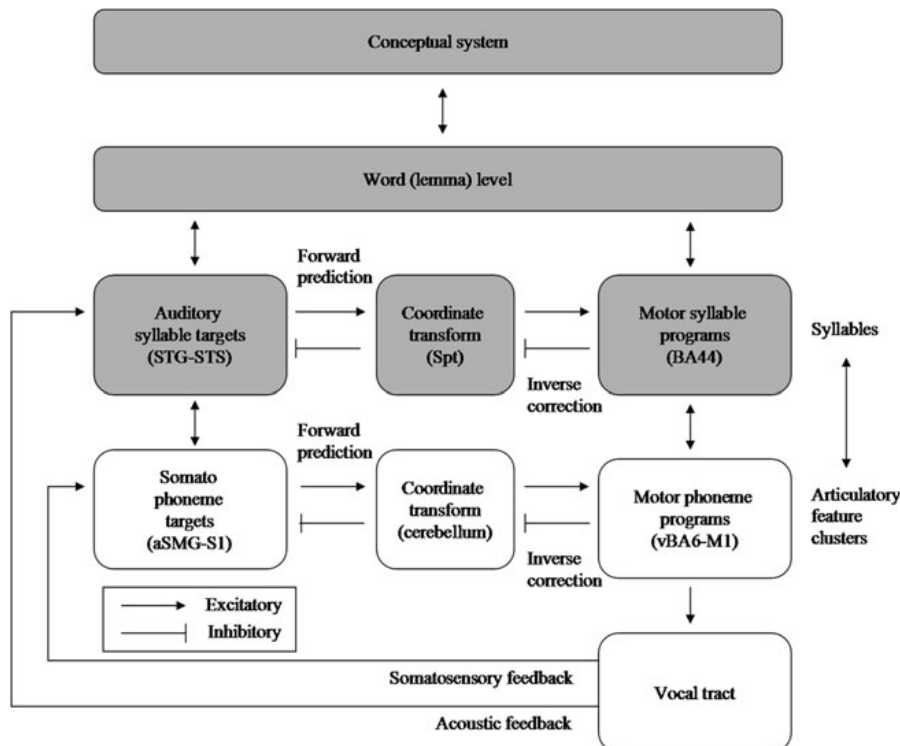 Conceptual system
Word (lemma) level
Forward
prediction
Auditory
syllable targets
(STG-STS)
Coordinate
transform
(Spt)
Motor syllable
programs
(BA44)
Syllables
Inverse
correction
Forward
prediction
Somato
phoneme
targets
(aSMG-S1)
Coordinate
transform
(cerebellum)
Motor phoneme
programs
(vBA6-M1)
Articulatory
feature
clusters
Inverse
correction
Excitatory
Inhibitory
Somatosensory feedback
Vocal tract
Acoustic feedback